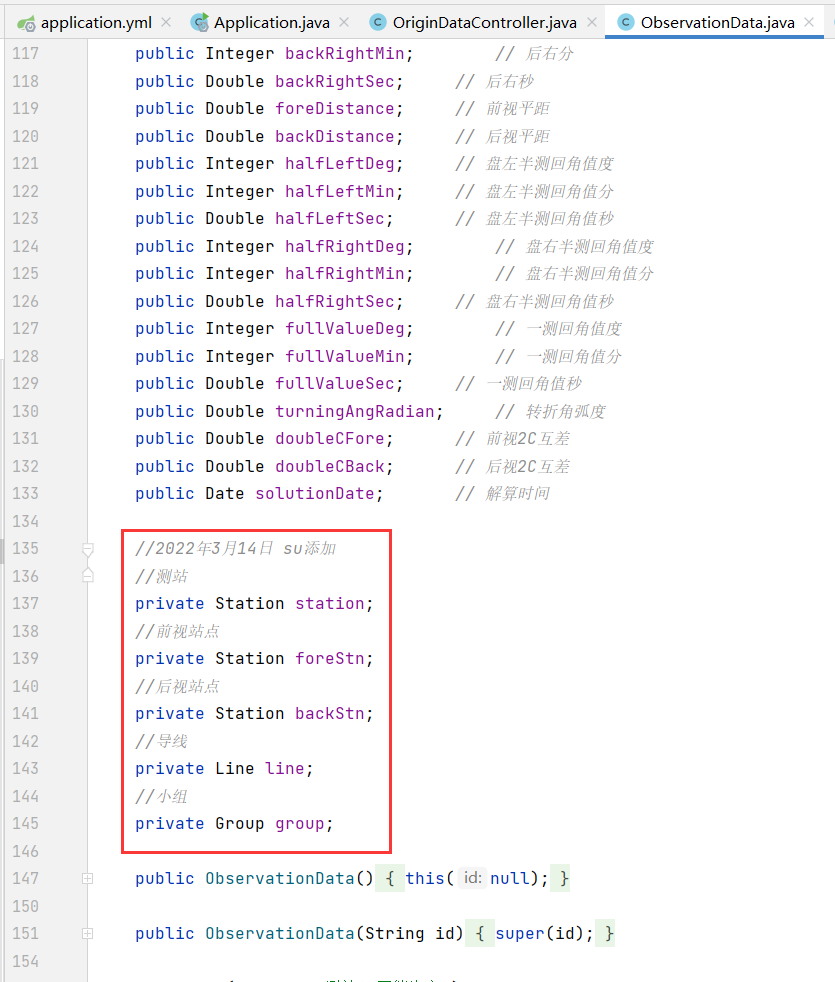 application.yml Application.java OriginDataController.java ObservationData.java
117 public Integer backRightMin; // 后右分
118 public Double backRightSec; // 后右秒
119 public Double foreDistance; // 前视平距
120 public Double backDistance; // 后视平距
121 public Integer halfLeftDeg; // 盘左半测回角值度
122 public Integer halfLeftMin; // 盘左半测回角值分
123 public Double halfLeftSec; // 盘左半测回角值秒
124 public Integer halfRightDeg; // 盘右半测回角值度
125 public Integer halfRightMin; // 盘右半测回角值分
126 public Double halfRightSec; // 盘右半测回角值秒
127 public Integer fullValueDeg; // 一测回角值度
128 public Integer fullValueMin; // 一测回角值分
129 public Double fullValueSec; // 一测回角值秒
130 public Double turningAngRadian; // 转折角弧度
131 public Double doubleCFore; // 前视2C互差
132 public Double doubleCBack; // 后视2C互差
133 public Date solutionDate; // 解算时间
134
135 //2022年3月14日 su添加
136 //测站
137 private Station station;
138 //前视站点
139 private Station foreStn;
140 //后视站点
141 private Station backStn;
142 //导线
143 private Line line;
144 //小组
145 private Group group;
146
147 public ObservationData() { this( id: null); }
150
151 public ObservationData(String id) { super(id); }
154